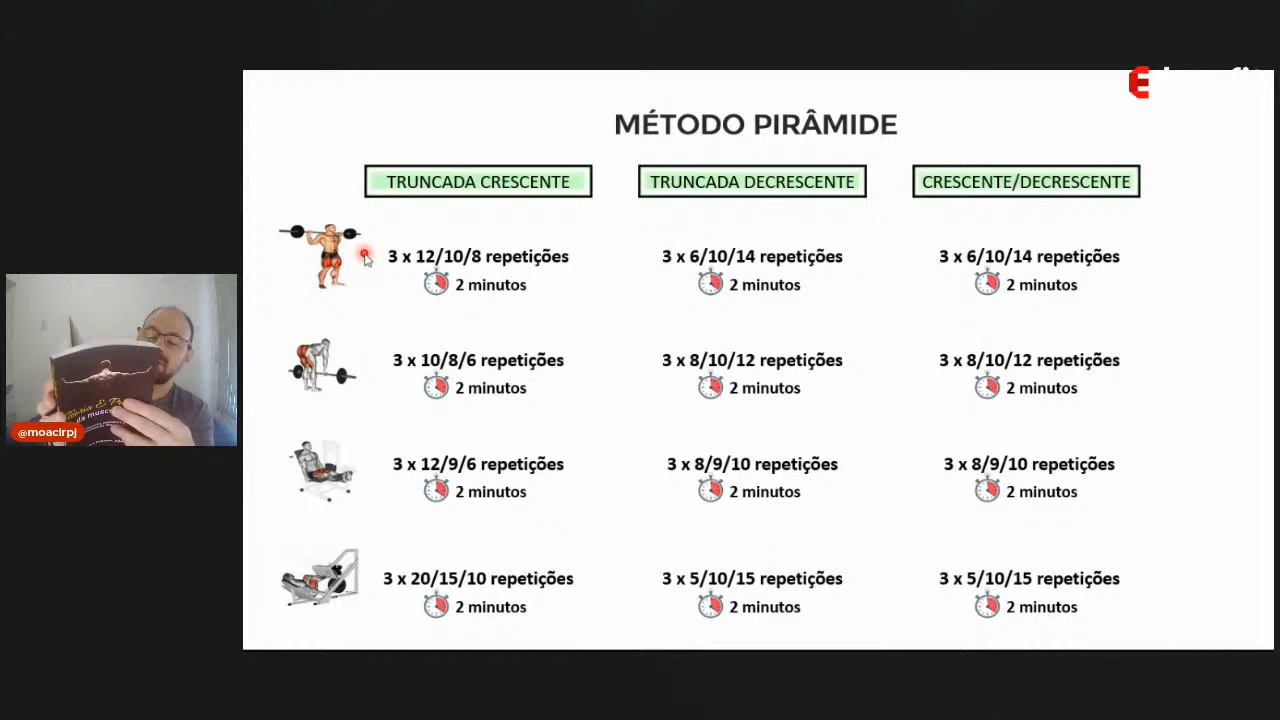 MÉTODO PIRÂMIDE
TRUNCADA CRESCENTE
TRUNCADA DECRESCENTE
CRESCENTE/DECRESCENTE
3 x 12/10/8 repetições
2 minutos
3 x 6/10/14 repetições
2 minutos
3 x 6/10/14 repetições
2 minutos
3 x 10/8/6 repetições
2 minutos
3 x 8/10/12 repetições
2 minutos
3 x 8/10/12 repetições
2 minutos
3 x 12/9/6 repetições
2 minutos
3 x 8/9/10 repetições
2 minutos
3 x 8/9/10 repetições
2 minutos
3 x 20/15/10 repetições
2 minutos
3 x 5/10/15 repetições
2 minutos
3 x 5/10/15 repetições
2 minutos
Teoria E
da
@moacirpj